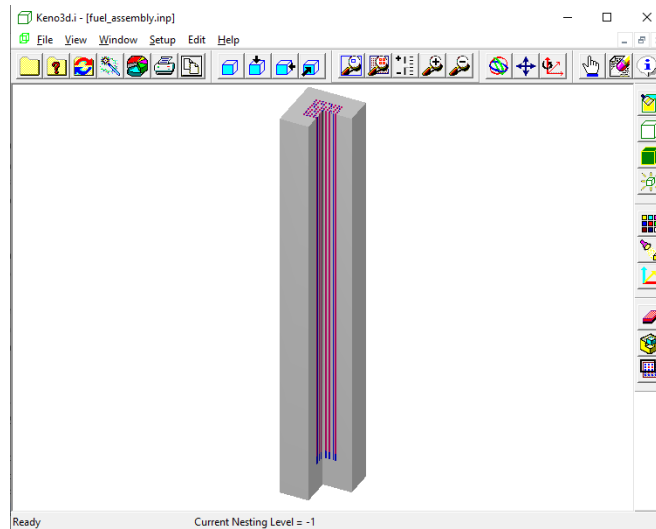 Keno3d.i - [fuel_assembly.inp]
File View Window Setup Edit Help
Ready Current Nesting Level = -1